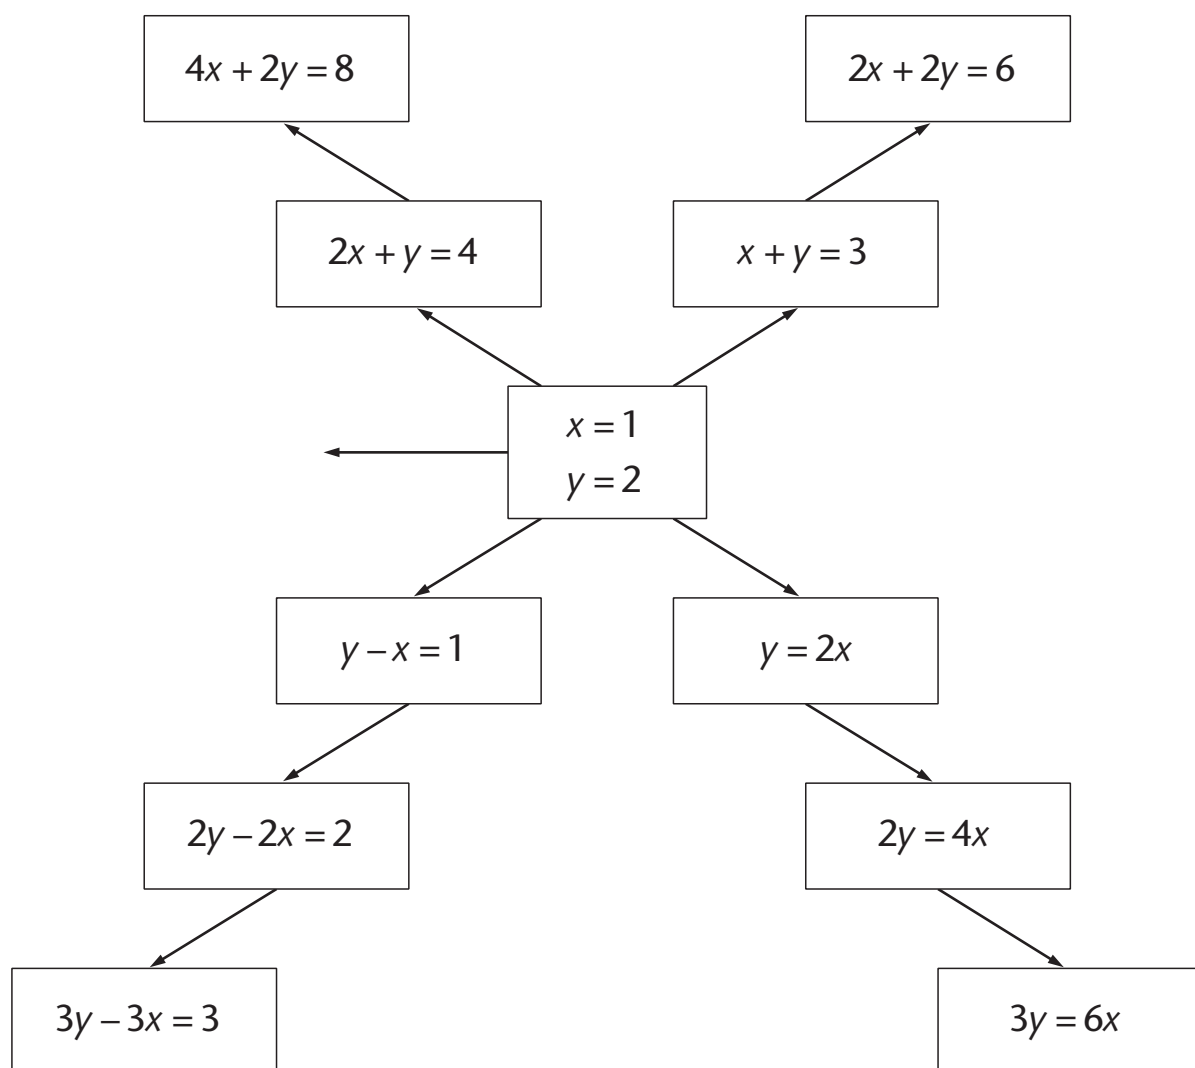 4x + 2y = 8
2x + 2y = 6
2x + y = 4
x + y = 3
x = 1
y = 2
y – x = 1
y = 2x
2y – 2x = 2
2y = 4x
3y – 3x = 3
3y = 6x